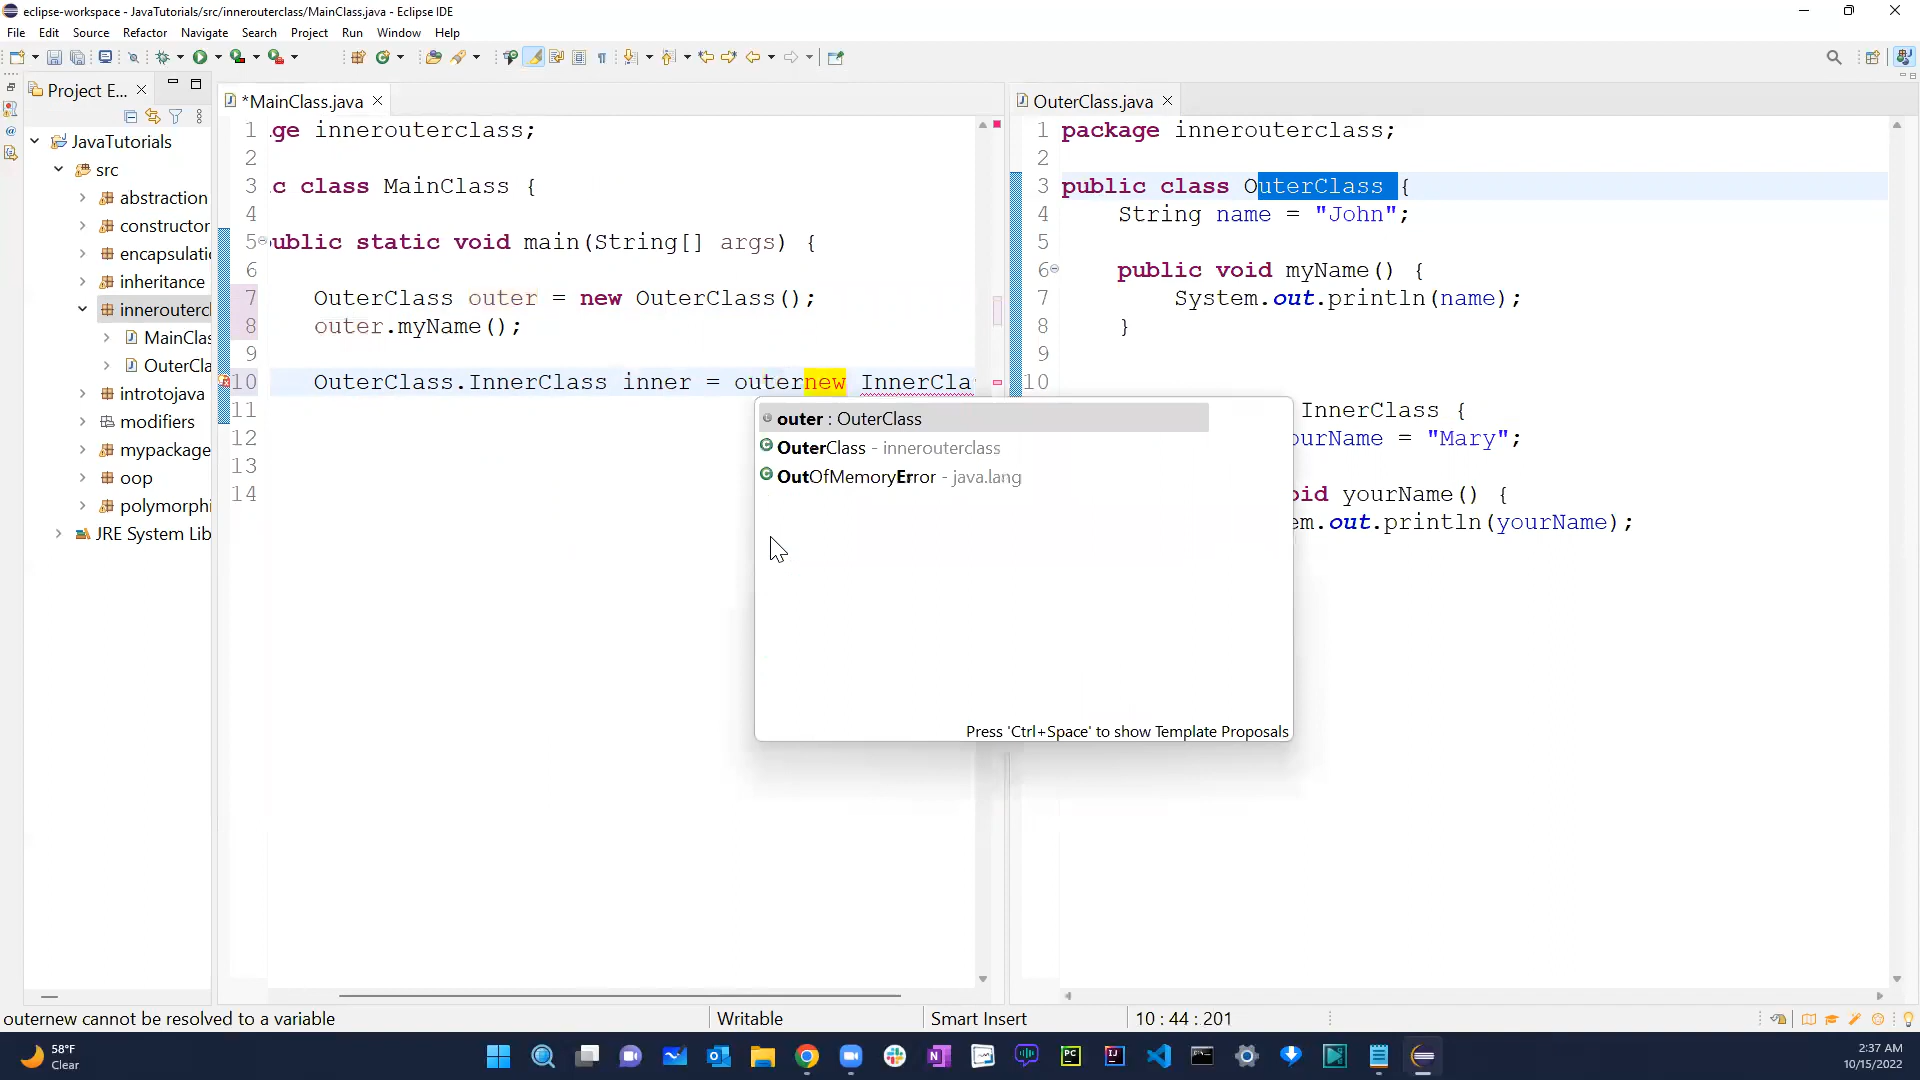 eclipse-workspace - JavaTutorials/src/innerouterclass/MainClass.java - Eclipse IDE
File Edit Source Refactor Navigate Search Project Run Window Help
Project E...
JavaTutorials
src
abstraction
constructor
encapsulati
inheritance
innerouterc
MainClas
OuterCla
introtojava
modifiers
mypackage
oop
polymorphi
JRE System Lib
*MainClass.java
1 ge innerouterclass;
2
3 c class MainClass {
4
5 ublic static void main(String[] args) {
6
7 OuterClass outer = new OuterClass();
8 outer.myName();
9
10 OuterClass.InnerClass inner = outernew InnerCla
11
12
13
14
outer : OuterClass
OuterClass - innerouterclass
OutOfMemoryError - java.lang
Press 'Ctrl+Space' to show Template Proposals
OuterClass.java
1 package innerouterclass;
2
3 public class OuterClass {
4 String name = "John";
5
6 public void myName() {
7 System.out.println(name);
8 }
9
10
InnerClass {
ourName = "Mary";
oid yourName() {
em.out.println(yourName);
outernew cannot be resolved to a variable
Writable
Smart Insert
10 : 44 : 201
58°F
Clear
2:37 AM
10/15/2022